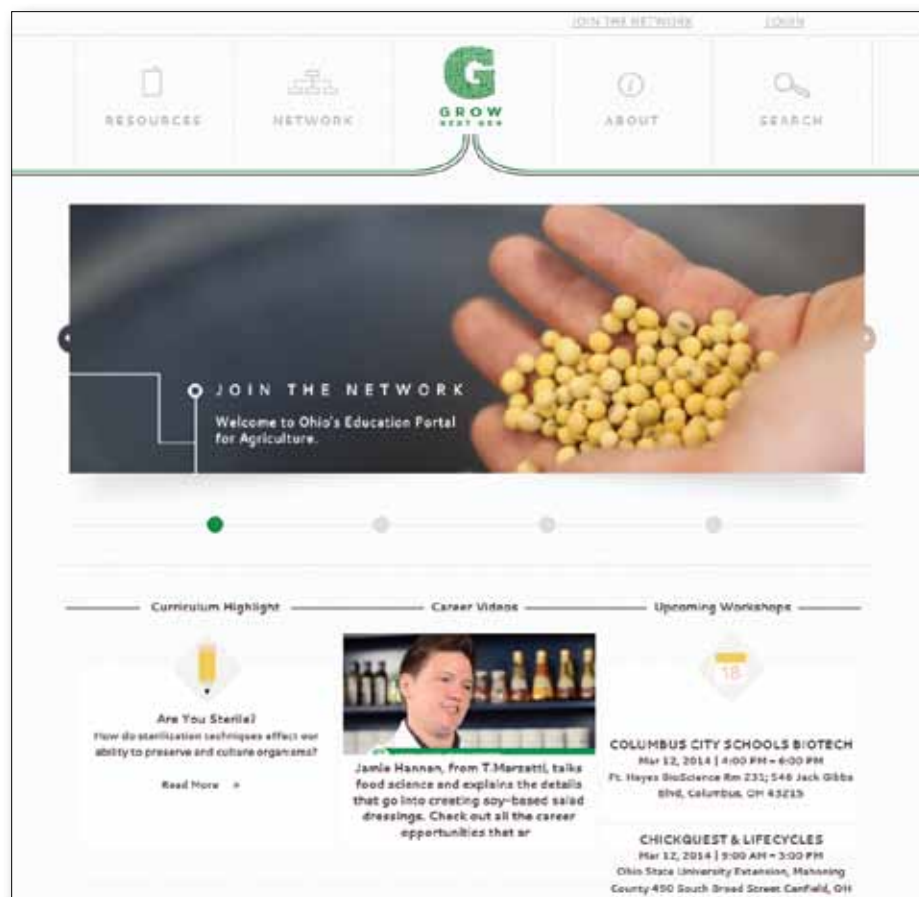 JOIN THE NETWORK
LOGIN
RESOURCES
NETWORK
G
GROW
NEXT GEN
ABOUT
SEARCH
JOIN THE NETWORK
Welcome to Ohio's Education Portal
for Agriculture.
Curriculum Highlight
Are You Sterile?
How do sterilization techniques effect our
ability to preserve and culture organisms?
Read More »
Career Videos
Jamie Hannan, from T.Marzetti, talks
food science and explains the details
that go into creating soy-based salad
dressings. Check out all the career
opportunities that ar
Upcoming Workshops
18
COLUMBUS CITY SCHOOLS BIOTECH
Mar 12, 2014 | 4:00 PM - 6:00 PM
Ft. Hayes BioScience Rm 231; 546 Jack Gibbs
Blvd, Columbus, OH 43215
CHICKQUEST & LIFECYCLES
Mar 12, 2014 | 9:00 AM - 3:00 PM
Ohio State University Extension, Mahoning
County 490 South Broad Street Canfield, OH